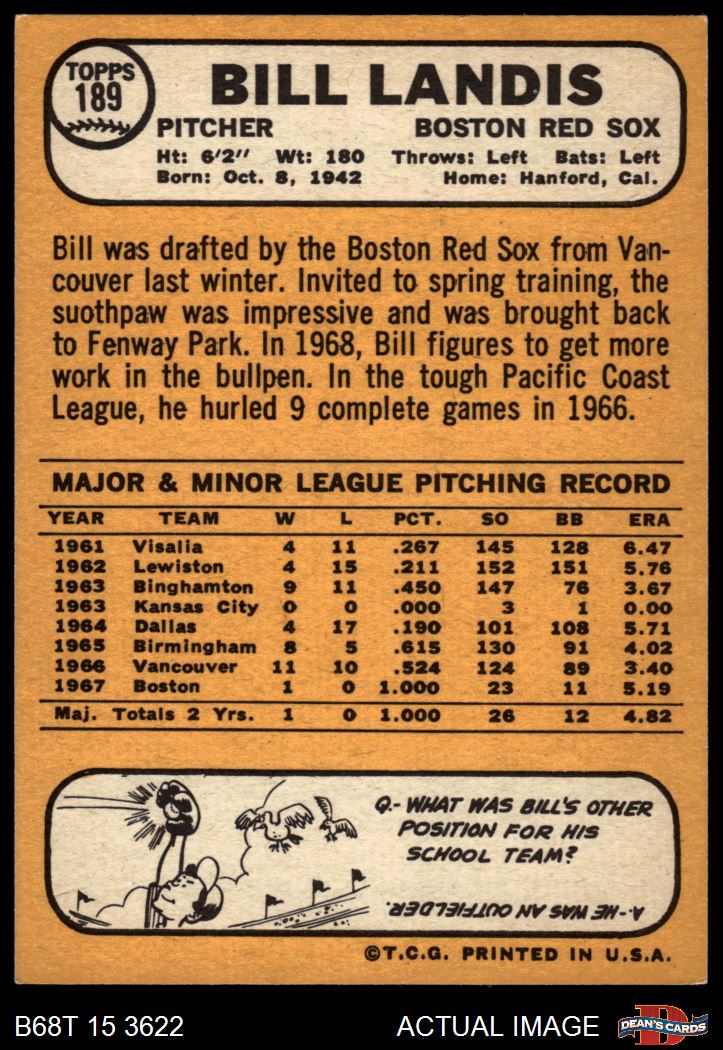 TOPPS
189
BILL LANDIS
PITCHER BOSTON RED SOX
Ht: 6'2" Wt: 180 Throws: Left Bats: Left
Born: Oct. 8, 1942 Home: Hanford, Cal.
Bill was drafted by the Boston Red Sox from Van-
couver last winter. Invited to spring training, the
suothpaw was impressive and was brought back
to Fenway Park. In 1968, Bill figures to get more
work in the bullpen. In the tough Pacific Coast
League, he hurled 9 complete games in 1966.
MAJOR & MINOR LEAGUE PITCHING RECORD
YEAR TEAM W L PCT. SO BB ERA
1961 Visalia 4 11 .267 145 128 6.47
1962 Lewiston 4 15 .211 152 151 5.76
1963 Binghamton 9 11 .450 147 76 3.67
1963 Kansas City 0 0 .000 3 1 0.00
1964 Dallas 4 17 .190 101 108 5.71
1965 Birmingham 8 5 .615 130 91 4.02
1966 Vancouver 11 10 .524 124 89 3.40
1967 Boston 1 0 1.000 23 11 5.19
Maj. Totals 2 Yrs. 1 0 1.000 26 12 4.82
Q.- WHAT WAS BILL'S OTHER
POSITION FOR HIS
SCHOOL TEAM?
A.- HE WAS AN OUTFIELDER.
©T.C.G. PRINTED IN U.S.A.
B68T 15 3622 ACTUAL IMAGE
D
DEAN'S CARDS